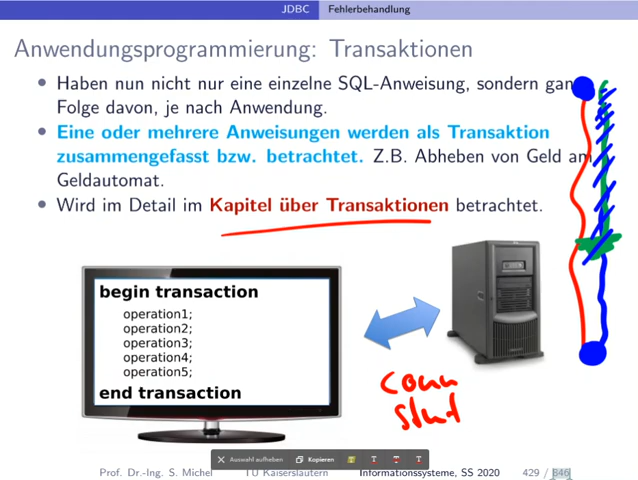 JDBC Fehlerbehandlung
Anwendungsprogrammierung: Transaktionen
Haben nun nicht nur eine einzelne SQL-Anweisung, sondern gan
Folge davon, je nach Anwendung.
Eine oder mehrere Anweisungen werden als Transaktion
zusammengefasst bzw. betrachtet. Z.B. Abheben von Geld am
Geldautomat.
Wird im Detail im Kapitel über Transaktionen betrachtet.
begin transaction
operation1;
operation2;
operation3;
operation4;
operation5;
end transaction
conn
stmt
Auswahl aufheben Kopieren
Prof. Dr.-Ing. S. Michel TU Kaiserslautern Informationssysteme, SS 2020 429 / 846